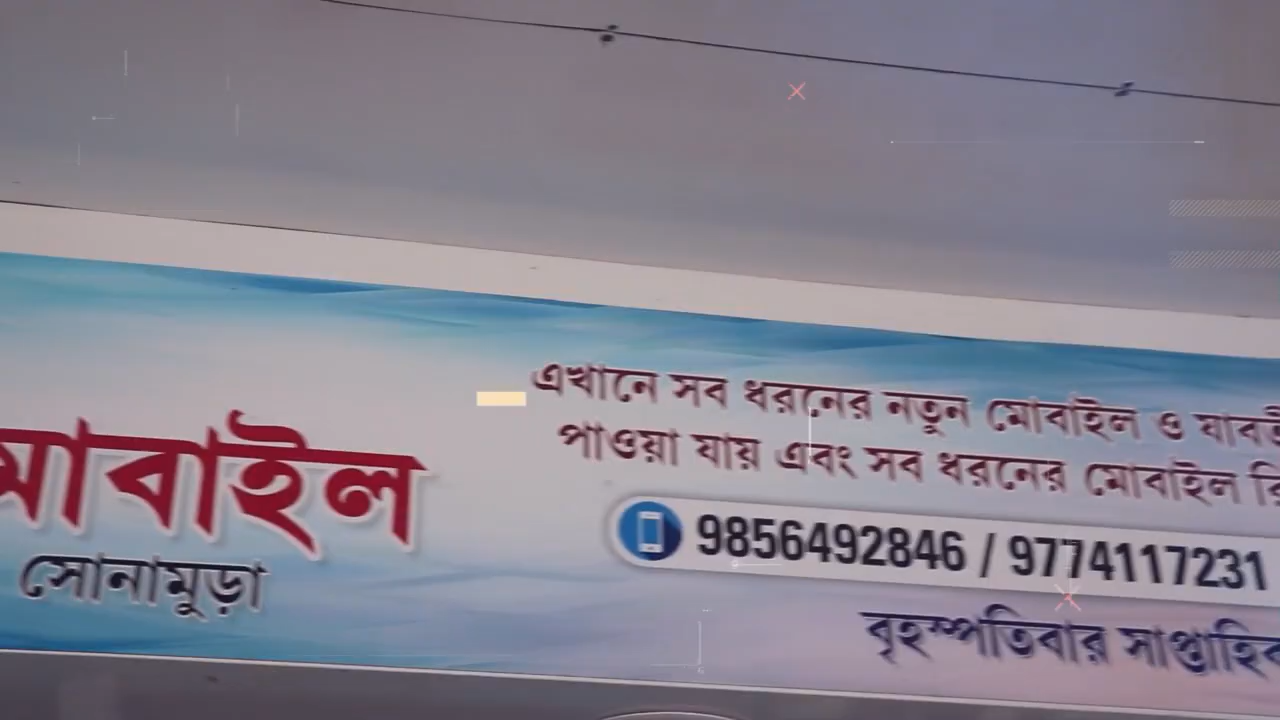 মোবাইল
সোনামুড়া
এখানে সব ধরনের নতুন মোবাইল ও
পাওয়া যায় এবং সব ধরনের মোবাইল
9856492846 / 9774117231
বৃহস্পতিবার